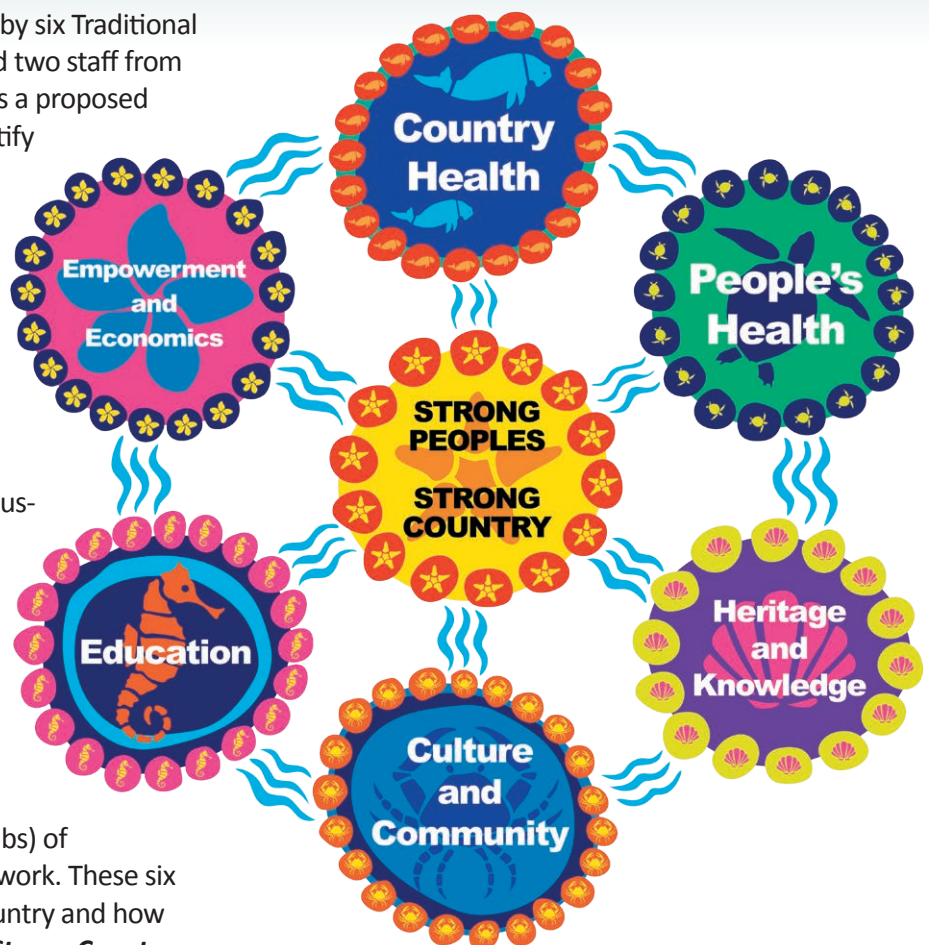 by six Traditional
two staff from
s a proposed
tify
Country
Health
Empowerment
and
Economics
People's
Health
STRONG
PEOPLES
STRONG
COUNTRY
us-
Education
Heritage
and
Knowledge
Culture
and
Community
bs) of
work. These six
untry and how